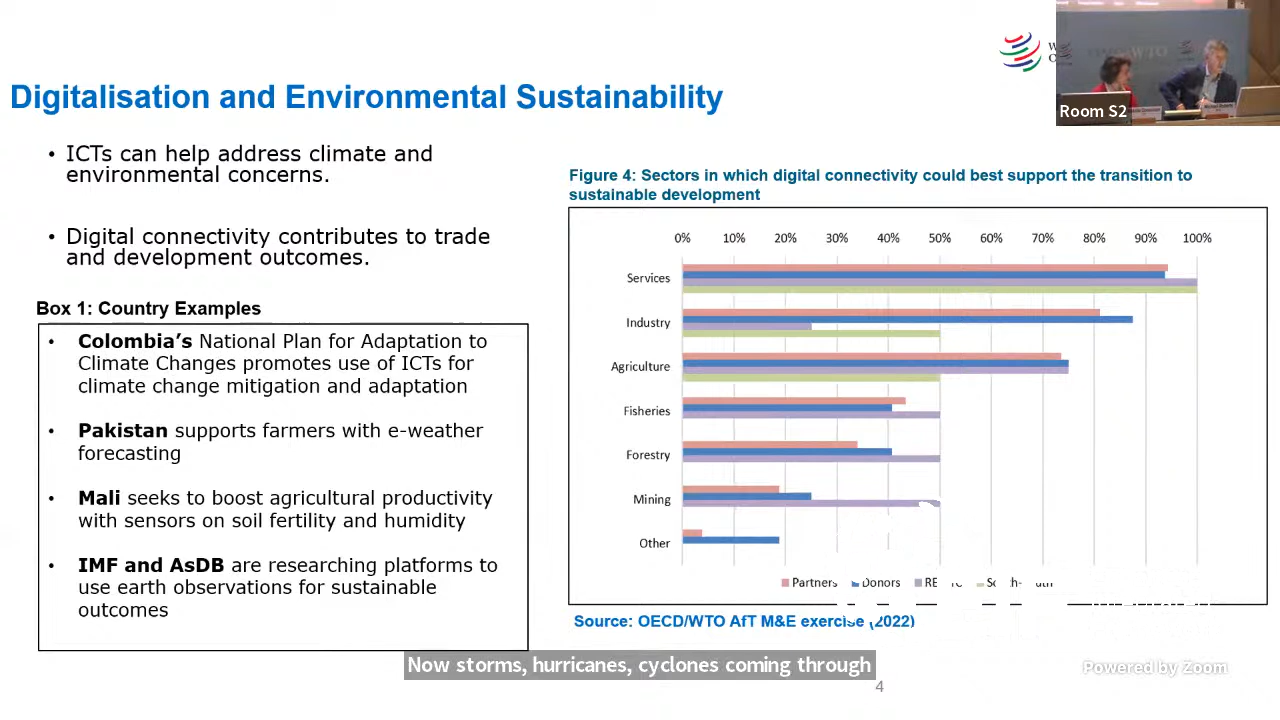 Digitalisation and Environmental Sustainability
WTO
Room S2
• ICTs can help address climate and
environmental concerns.
• Digital connectivity contributes to trade
and development outcomes.
Box 1: Country Examples
• Colombia's National Plan for Adaptation to
Climate Changes promotes use of ICTs for
climate change mitigation and adaptation
• Pakistan supports farmers with e-weather
forecasting
• Mali seeks to boost agricultural productivity
with sensors on soil fertility and humidity
• IMF and AsDB are researching platforms to
use earth observations for sustainable
outcomes
Figure 4: Sectors in which digital connectivity could best support the transition to
sustainable development
0% 10% 20% 30% 40% 50% 60% 70% 80% 90% 100%
Services
Industry
Agriculture
Fisheries
Forestry
Mining
Other
Partners Donors
Source: OECD/WTO AfT M&E exercise (2022)
Now storms, hurricanes, cyclones coming through
Powered by Zoom
4